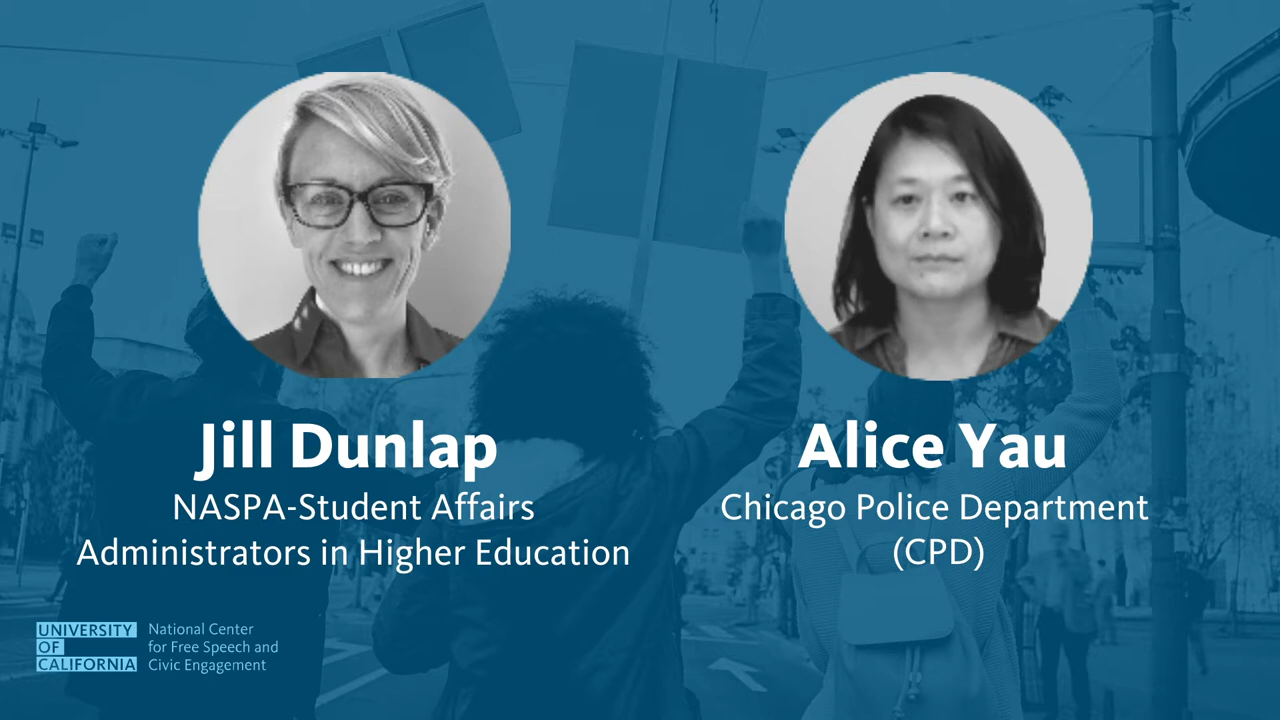 Jill Dunlap
NASPA-Student Affairs
Administrators in Higher Education
Alice Yau
Chicago Police Department
(CPD)
UNIVERSITY
OF
CALIFORNIA
National Center
for Free Speech and
Civic Engagement